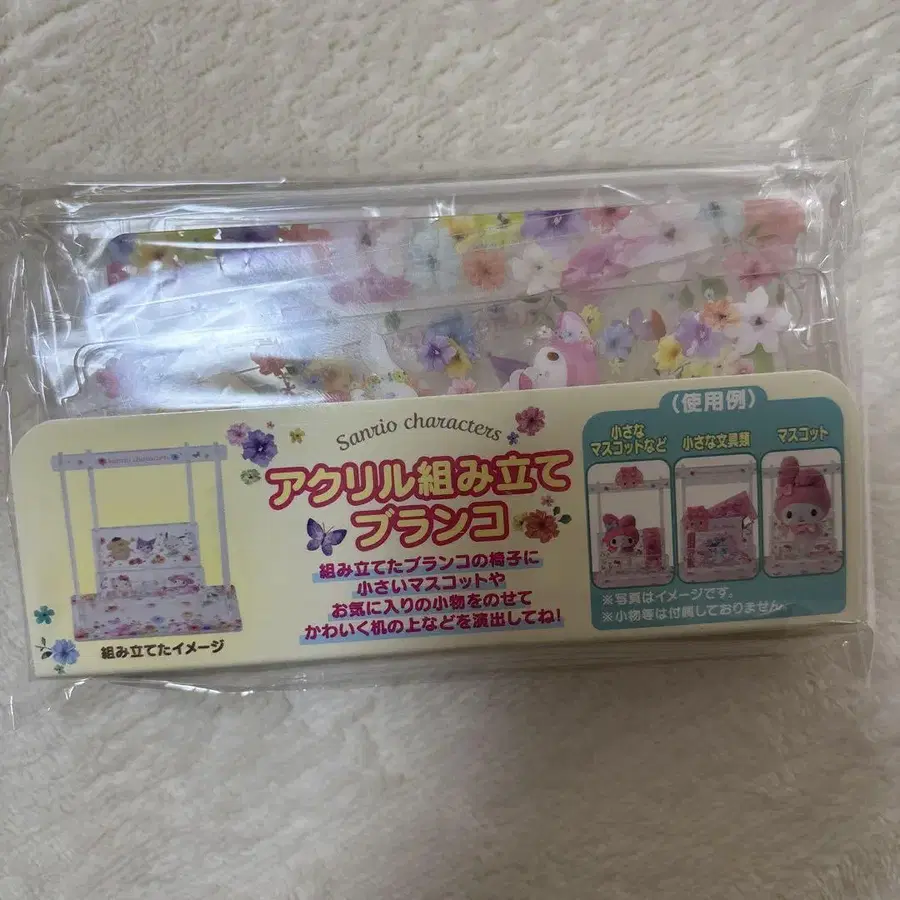 Sanrio characters
アクリル組み立て
ブランコ
組み立てたブランコの椅子に
小さいマスコットや
お気に入りの小物をのせて
かわいく机の上などを演出してね!
組み立てたイメージ
(使用例)
小さな
マスコットなど
小さな文具類
マスコット
※写真はイメージです。
※小物等は付属しておりません
SANRIO CHARACTERS